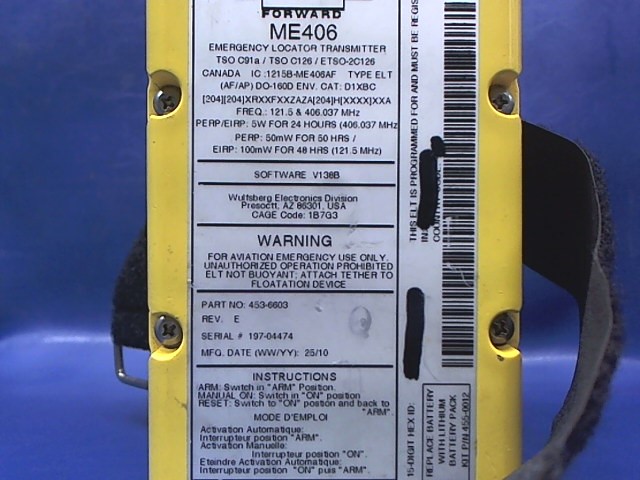 FORWARD
ME406
EMERGENCY LOCATOR TRANSMITTER
TSO C91a / TSO C126 / ETSO-2C126
CANADA IC :1215B-ME406AF TYPE ELT
(AF/AP) DO-160D ENV. CAT: D1XBC
[204][204]XRXXFXXZAZA[204]H[XXXX]XXA
FREQ.: 121.5 & 406.037 MHz
PERP/EIRP: 5W FOR 24 HOURS (406.037 MHz)
PERP: 50mW FOR 50 HRS /
EIRP: 100mW FOR 48 HRS (121.5 MHz)
SOFTWARE V138B
Wulfsberg Electronics Division
Presoctt, AZ 86301, USA
CAGE Code: 1B7G3
WARNING
FOR AVIATION EMERGENCY USE ONLY.
UNAUTHORIZED OPERATION PROHIBITED
ELT NOT BUOYANT; ATTACH TETHER TO
FLOATATION DEVICE
PART NO: 453-6603
REV. E
SERIAL # 197-04474
MFG. DATE (WW/YY): 25/10
INSTRUCTIONS
ARM: Switch in "ARM" Position.
MANUAL ON: Switch in "ON" position
RESET: Switch to "ON" position and back to
"ARM".
MODE D'EMPLOI
Activation Automatique:
Interrupteur position "ARM".
Activation Manuelle:
Interrupteur position "ON".
Eteindre Activation Automatique:
Interrupteur position "ON" puis "ARM".
THIS ELT IS PROGRAMMED FOR AND MUST BE REGIS
COUNTRY
15-DIGIT HEX ID:
REPLACE BATTERY
WITH LITHIUM
BATTERY PACK
KIT P/N 455-0012